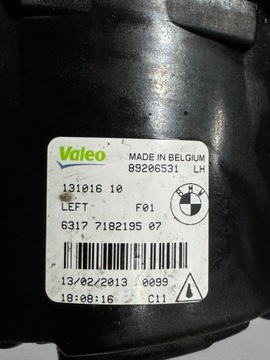 Valeo MADE IN BELGIUM
89206531 LH
131016 10
LEFT F01
BMW
6317 7182195 07
13/02/2013 0099
18:08:16 C11